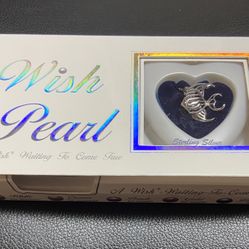 Wish
Pearl
Wish Waiting To Come True
Sterling Silver
A Wish Waiting To Come